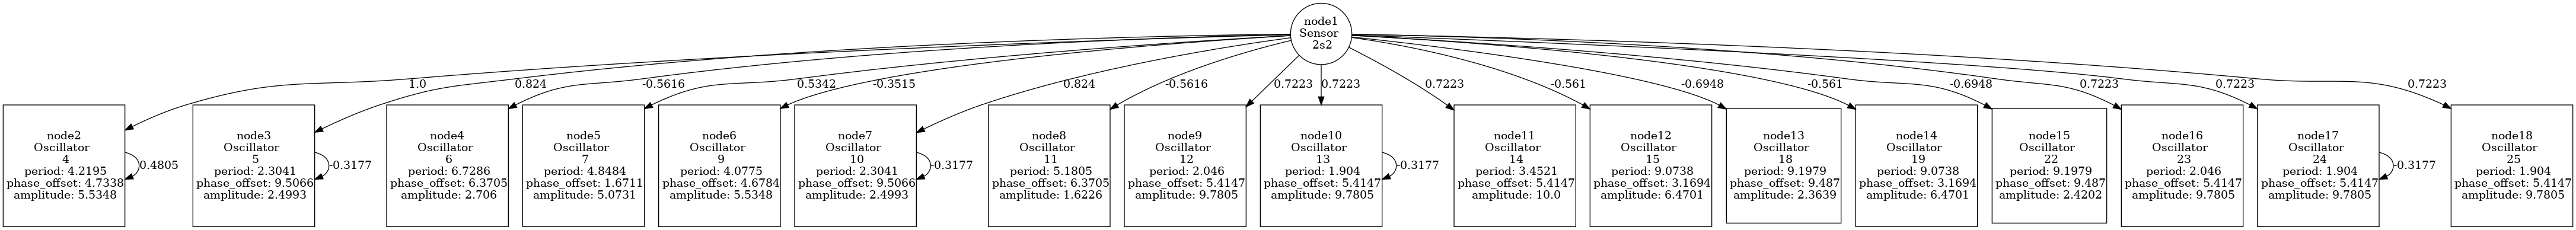 node1
Sensor
2s2
1.0
0.824
-0.5616
0.5342
-0.3515
0.824
-0.5616
0.7223
0.7223
0.7223
-0.561
-0.6948
-0.561
-0.6948
0.7223
0.7223
0.7223
node2
Oscillator
4
period: 4.2195
phase_offset: 4.7338
amplitude: 5.5348
0.4805
node3
Oscillator
5
period: 2.3041
phase_offset: 9.5066
amplitude: 2.4993
-0.3177
node4
Oscillator
6
period: 6.7286
phase_offset: 6.3705
amplitude: 2.706
node5
Oscillator
7
period: 4.8484
phase_offset: 1.6711
amplitude: 5.0731
node6
Oscillator
9
period: 4.0775
phase_offset: 4.6784
amplitude: 5.5348
node7
Oscillator
10
period: 2.3041
phase_offset: 9.5066
amplitude: 2.4993
-0.3177
node8
Oscillator
11
period: 5.1805
phase_offset: 6.3705
amplitude: 1.6226
node9
Oscillator
12
period: 2.046
phase_offset: 5.4147
amplitude: 9.7805
node10
Oscillator
13
period: 1.904
phase_offset: 5.4147
amplitude: 9.7805
-0.3177
node11
Oscillator
14
period: 3.4521
phase_offset: 5.4147
amplitude: 10.0
node12
Oscillator
15
period: 9.0738
phase_offset: 3.1694
amplitude: 6.4701
node13
Oscillator
18
period: 9.1979
phase_offset: 9.487
amplitude: 2.3639
node14
Oscillator
19
period: 9.0738
phase_offset: 3.1694
amplitude: 6.4701
node15
Oscillator
22
period: 9.1979
phase_offset: 9.487
amplitude: 2.4202
node16
Oscillator
23
period: 2.046
phase_offset: 5.4147
amplitude: 9.7805
node17
Oscillator
24
period: 1.904
phase_offset: 5.4147
amplitude: 9.7805
-0.3177
node18
Oscillator
25
period: 1.904
phase_offset: 5.4147
amplitude: 9.7805